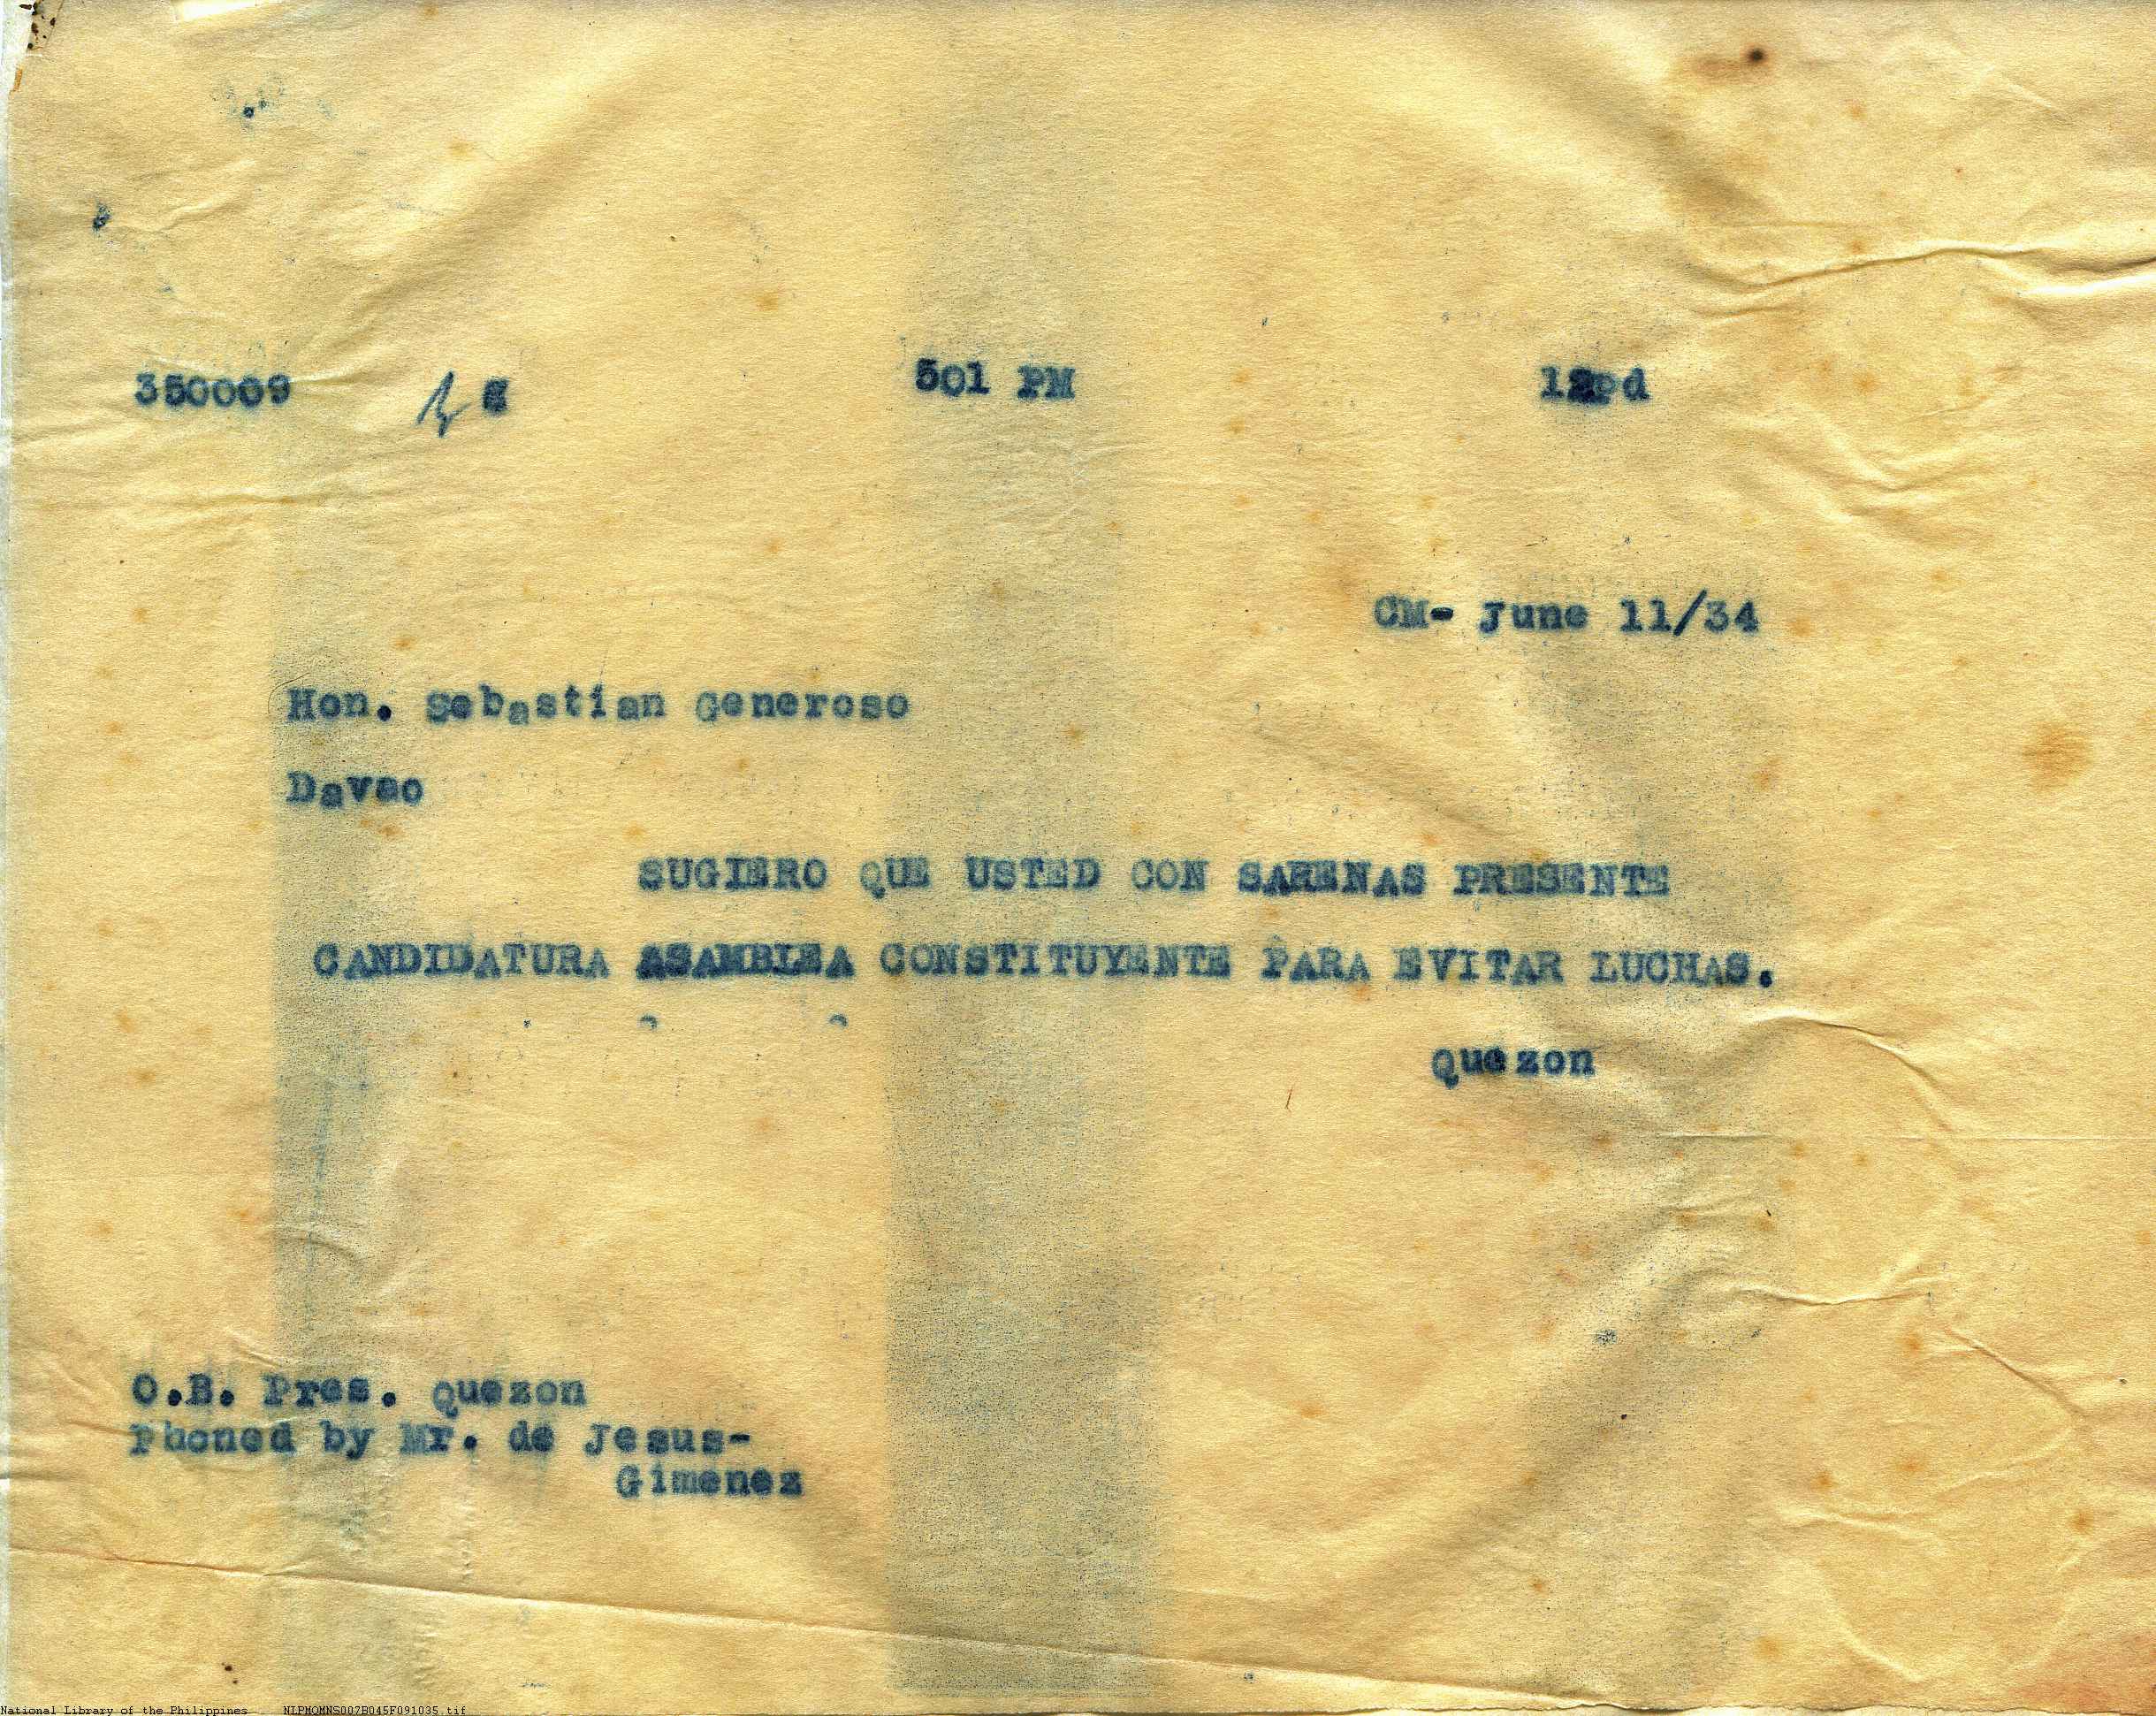 350009 501 PM 12pd
CM- June 11/34
Hon. Sebastian Generoso
Davao
SUGIERO QUE USTED CON SARENAS PRESENTE
CANDIDATURA ASAMBLEA CONSTITUYENTE PARA EVITAR LUCHAS.
Quezon
O.B. Pres. Quezon
Phoned by Mr. de Jesus-
Gimenez
National Library of the Philippines NLPMQMNS007B045F091035.tif